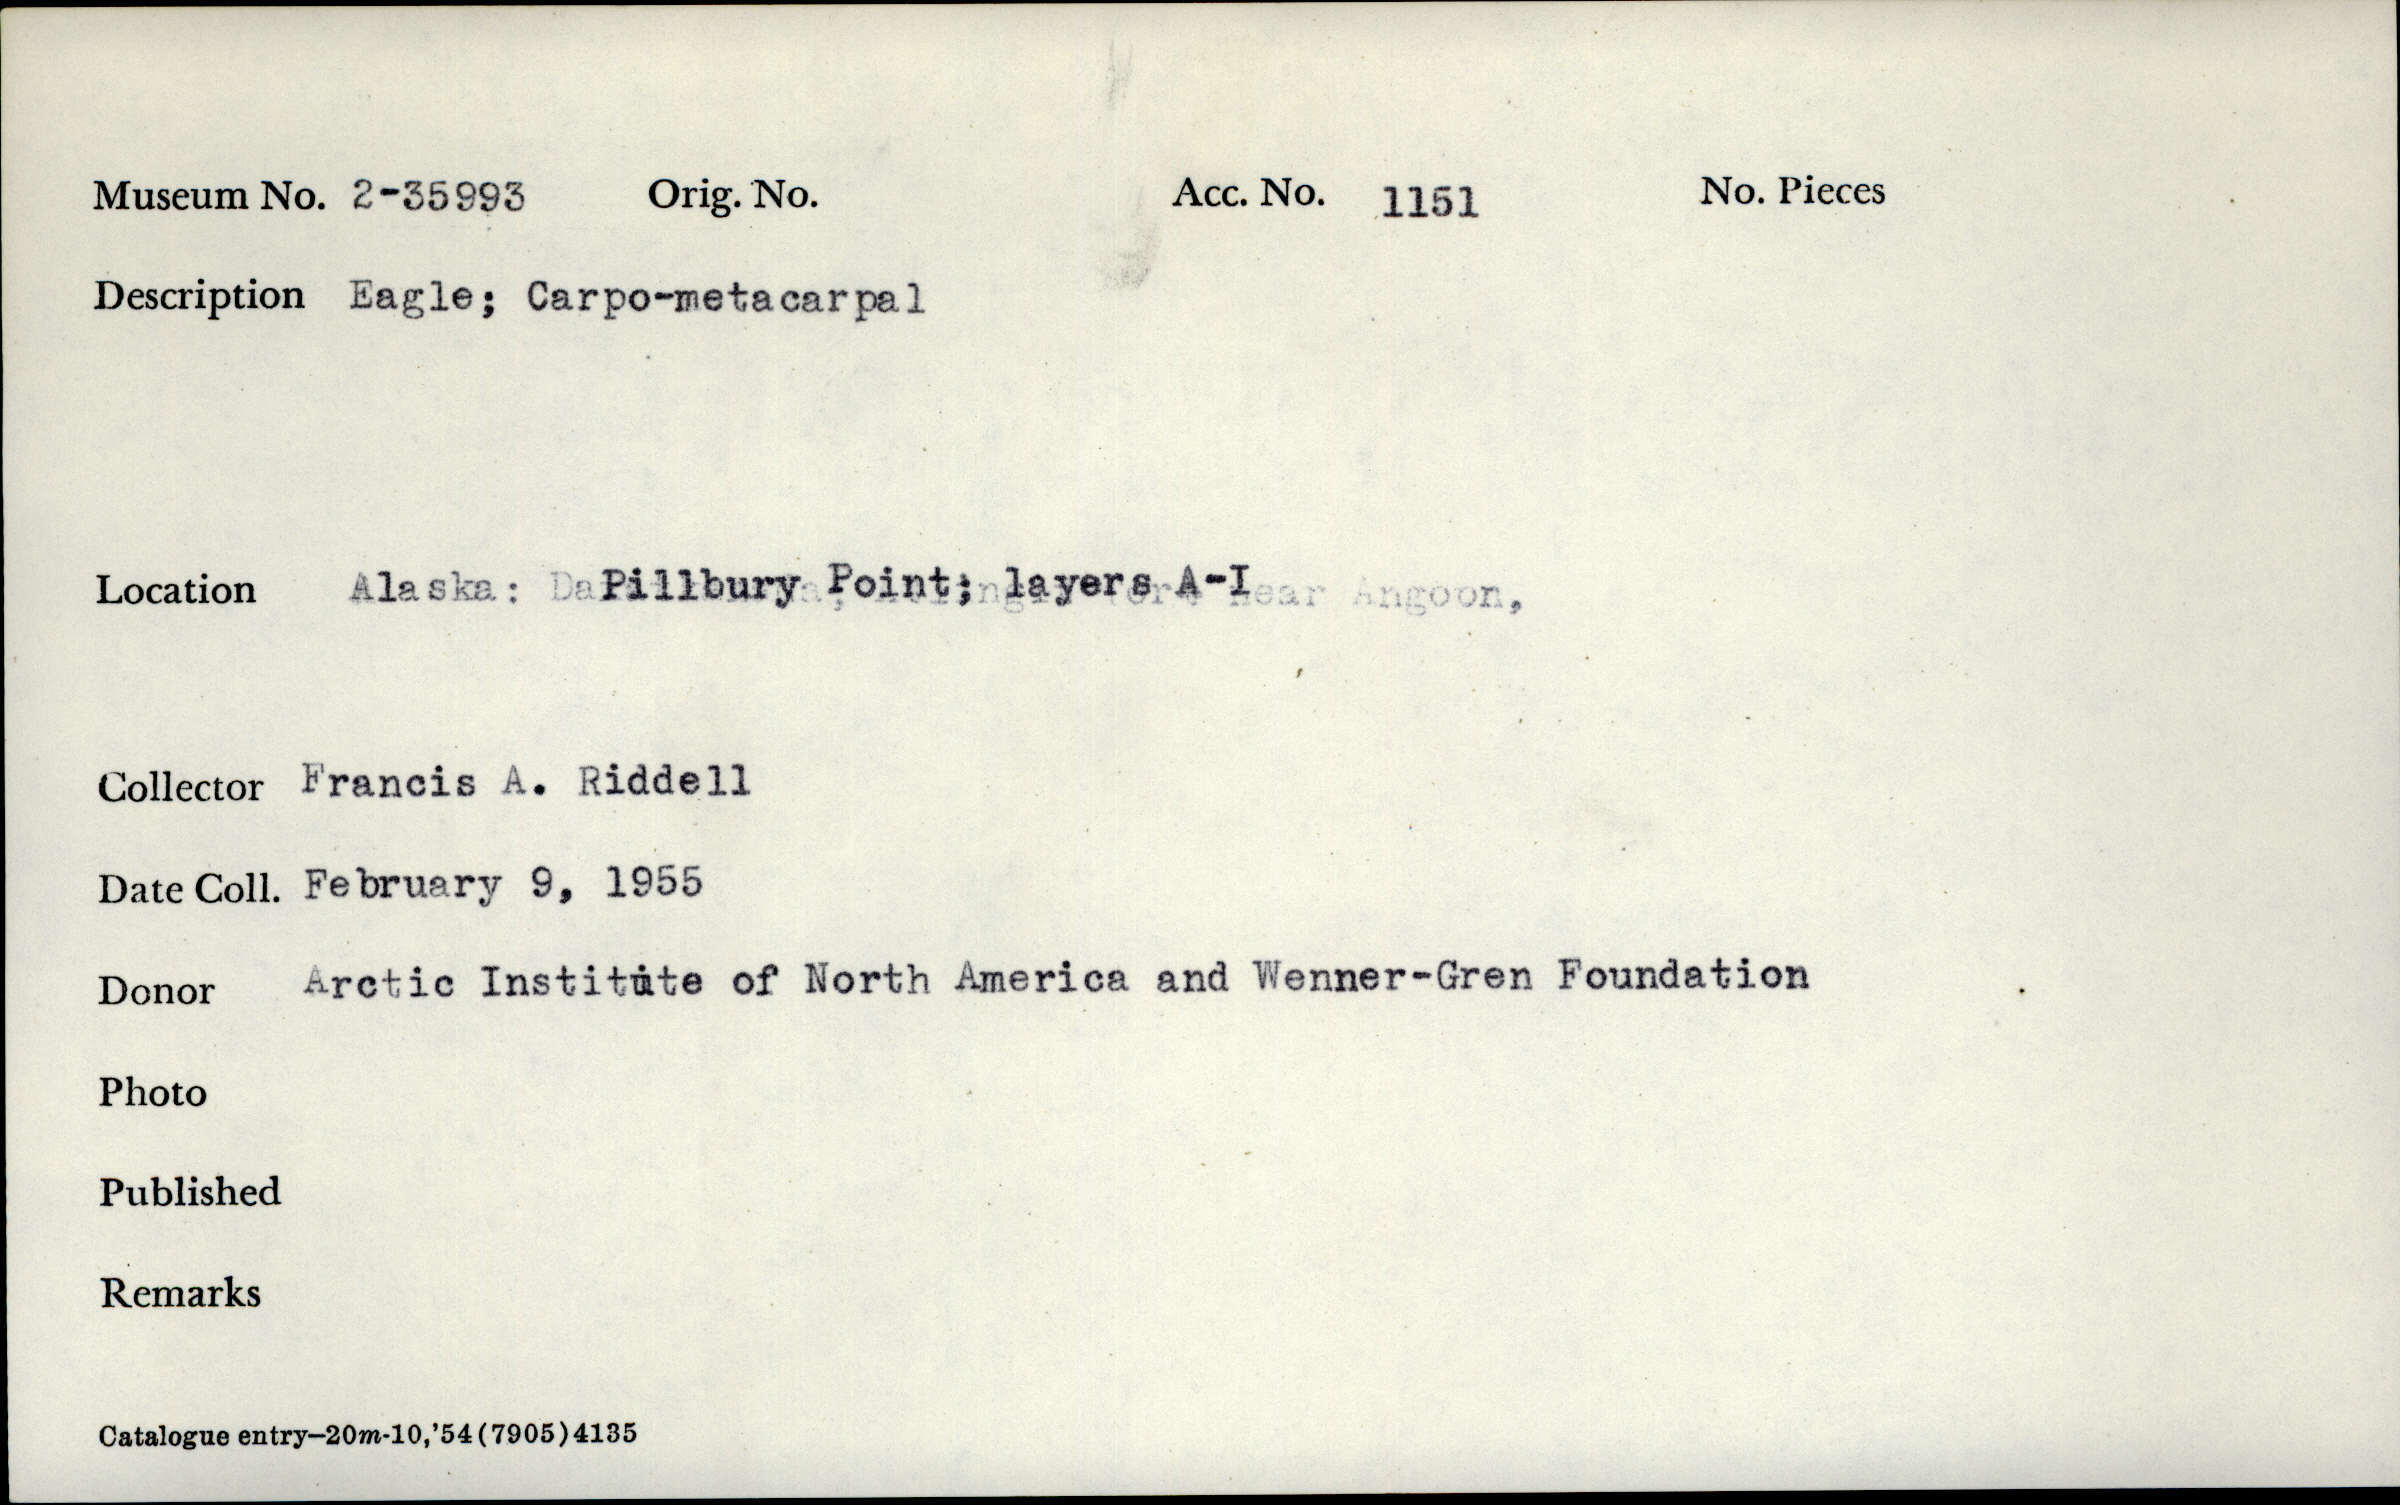 Museum No. 2-35993 Orig. No. Acc. No. 1151 No. Pieces
Description Eagle; Carpo-metacarpal
Location Alaska: Pillbury Point; layers A-I near Angoon,
Collector Francis A. Riddell
Date Coll. February 9, 1955
Donor Arctic Institute of North America and Wenner-Gren Foundation
Photo
Published
Remarks
Catalogue entry—20m-10,'54(7905)4135